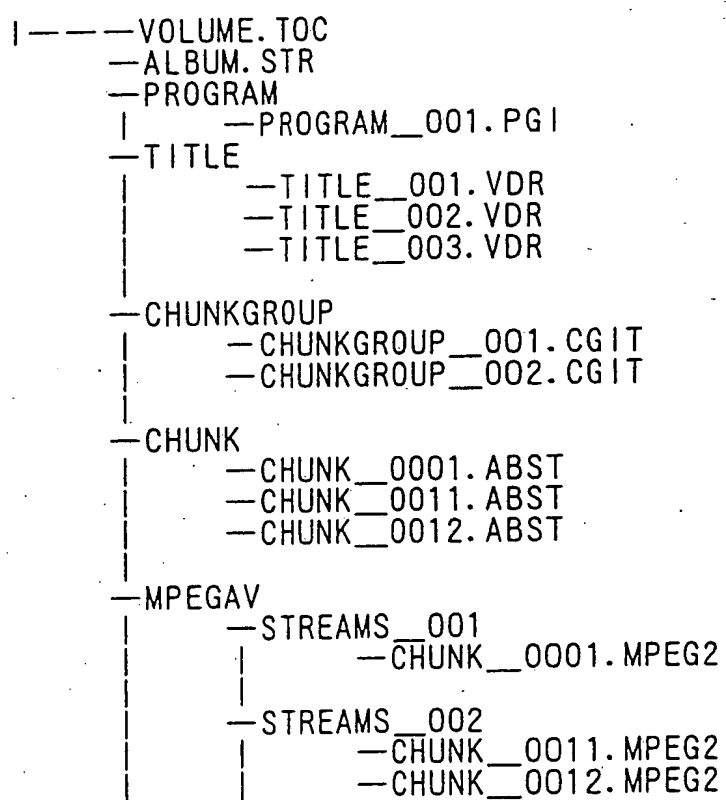 VOLUME.TOC
ALBUM.STR
PROGRAM
PROGRAM__001.PGI
TITLE
TITLE__001.VDR
TITLE__002.VDR
TITLE__003.VDR
CHUNKGROUP
CHUNKGROUP__001.CGIT
CHUNKGROUP__002.CGIT
CHUNK
CHUNK__0001.ABST
CHUNK__0011.ABST
CHUNK__0012.ABST
MPEGAV
STREAMS__001
CHUNK__0001.MPEG2
STREAMS__002
CHUNK__0011.MPEG2
CHUNK__0012.MPEG2